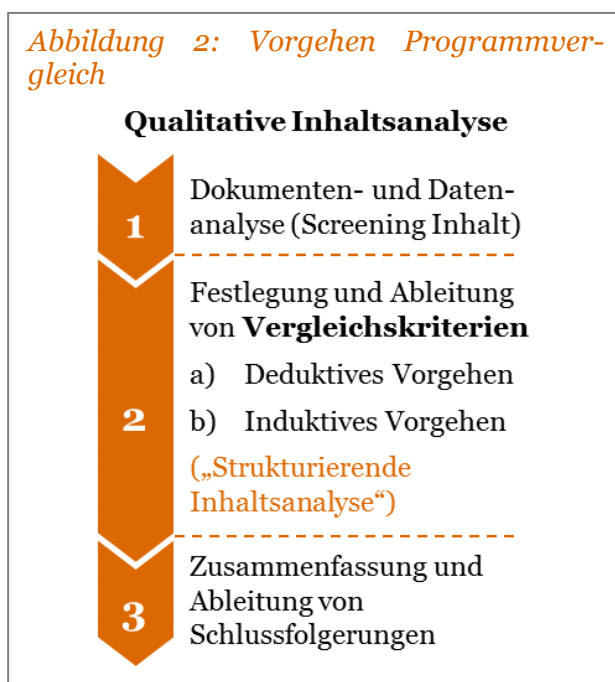 Abbildung 2: Vorgehen Programmver-
gleich
Qualitative Inhaltsanalyse
1
Dokumenten- und Daten-
analyse (Screening Inhalt)
2
Festlegung und Ableitung
von Vergleichskriterien
a) Deduktives Vorgehen
b) Induktives Vorgehen
(„Strukturierende
Inhaltsanalyse“)
3
Zusammenfassung und
Ableitung von
Schlussfolgerungen